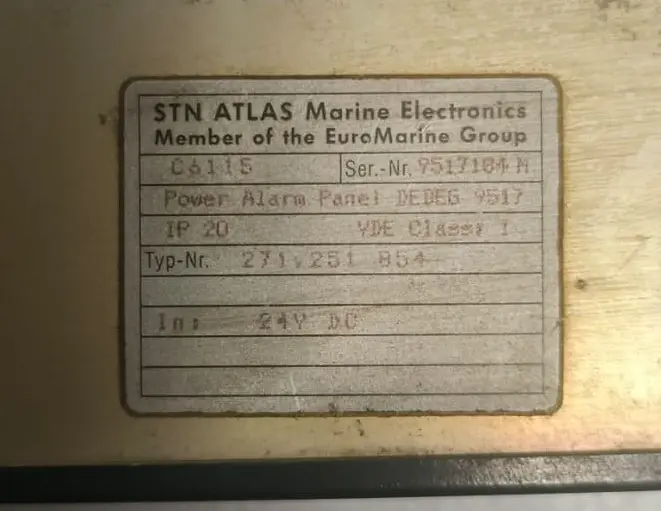 STN ATLAS Marine Electronics
Member of the EuroMarine Group
C6115 Ser.-Nr. 9517184 M
Power Alarm Panel DEBEG 9517
IP 20 VDE Class: I
Typ-Nr. 271.251 854
In: 24V DC